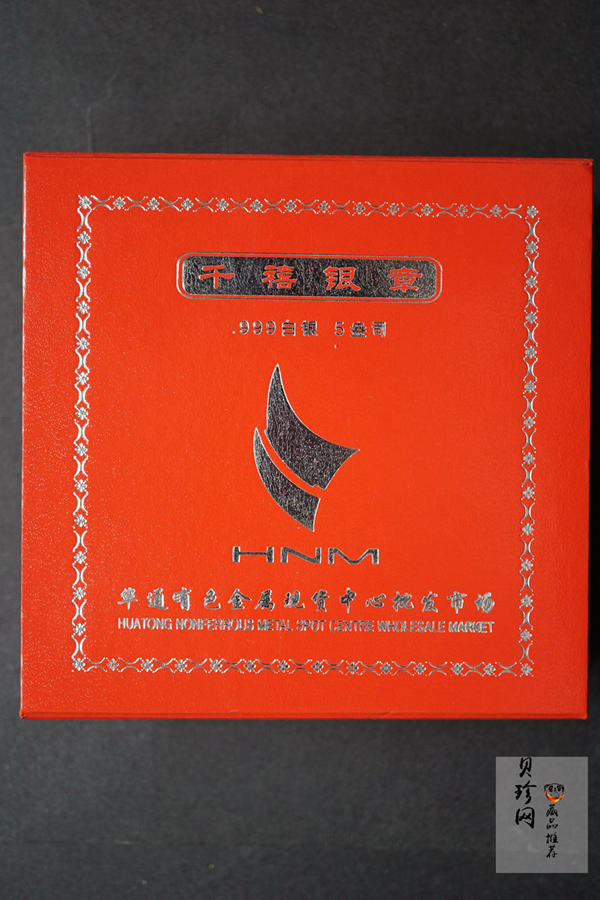 千禧银章
.999白银 5盎司
HNM
华通有色金属现货中心批发市场
HUATONG NONFERROUS METAL SPOT CENTRE WHOLESALE MARKET
贝珍网
藏品推荐